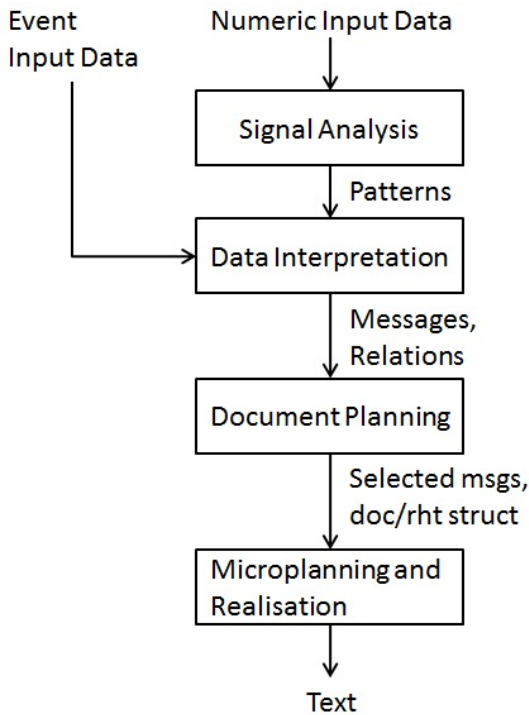 Event
Input Data
Numeric Input Data
Signal Analysis
Patterns
Data Interpretation
Messages,
Relations
Document Planning
Selected msgs,
doc/rht struct
Microplanning and
Realisation
Text